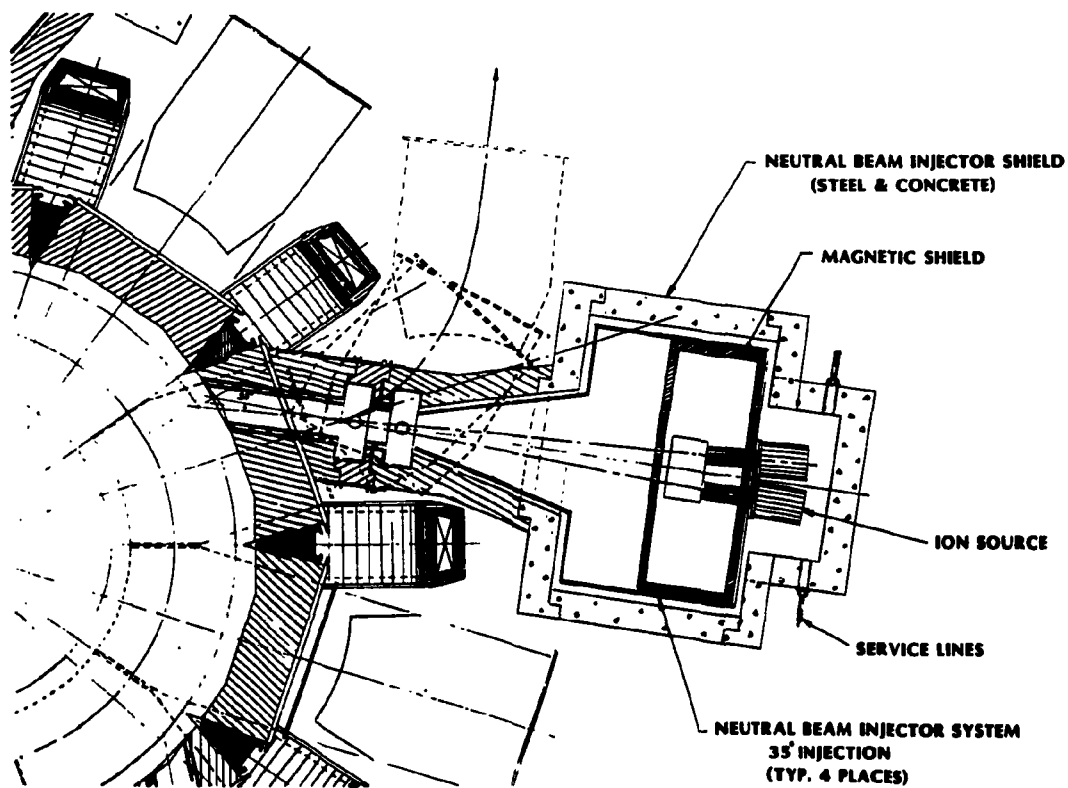 NEUTRAL BEAM INJECTOR SHIELD
(STEEL & CONCRETE)
MAGNETIC SHIELD
ION SOURCE
SERVICE LINES
NEUTRAL BEAM INJECTOR SYSTEM
35° INJECTION
(TYP. 4 PLACES)